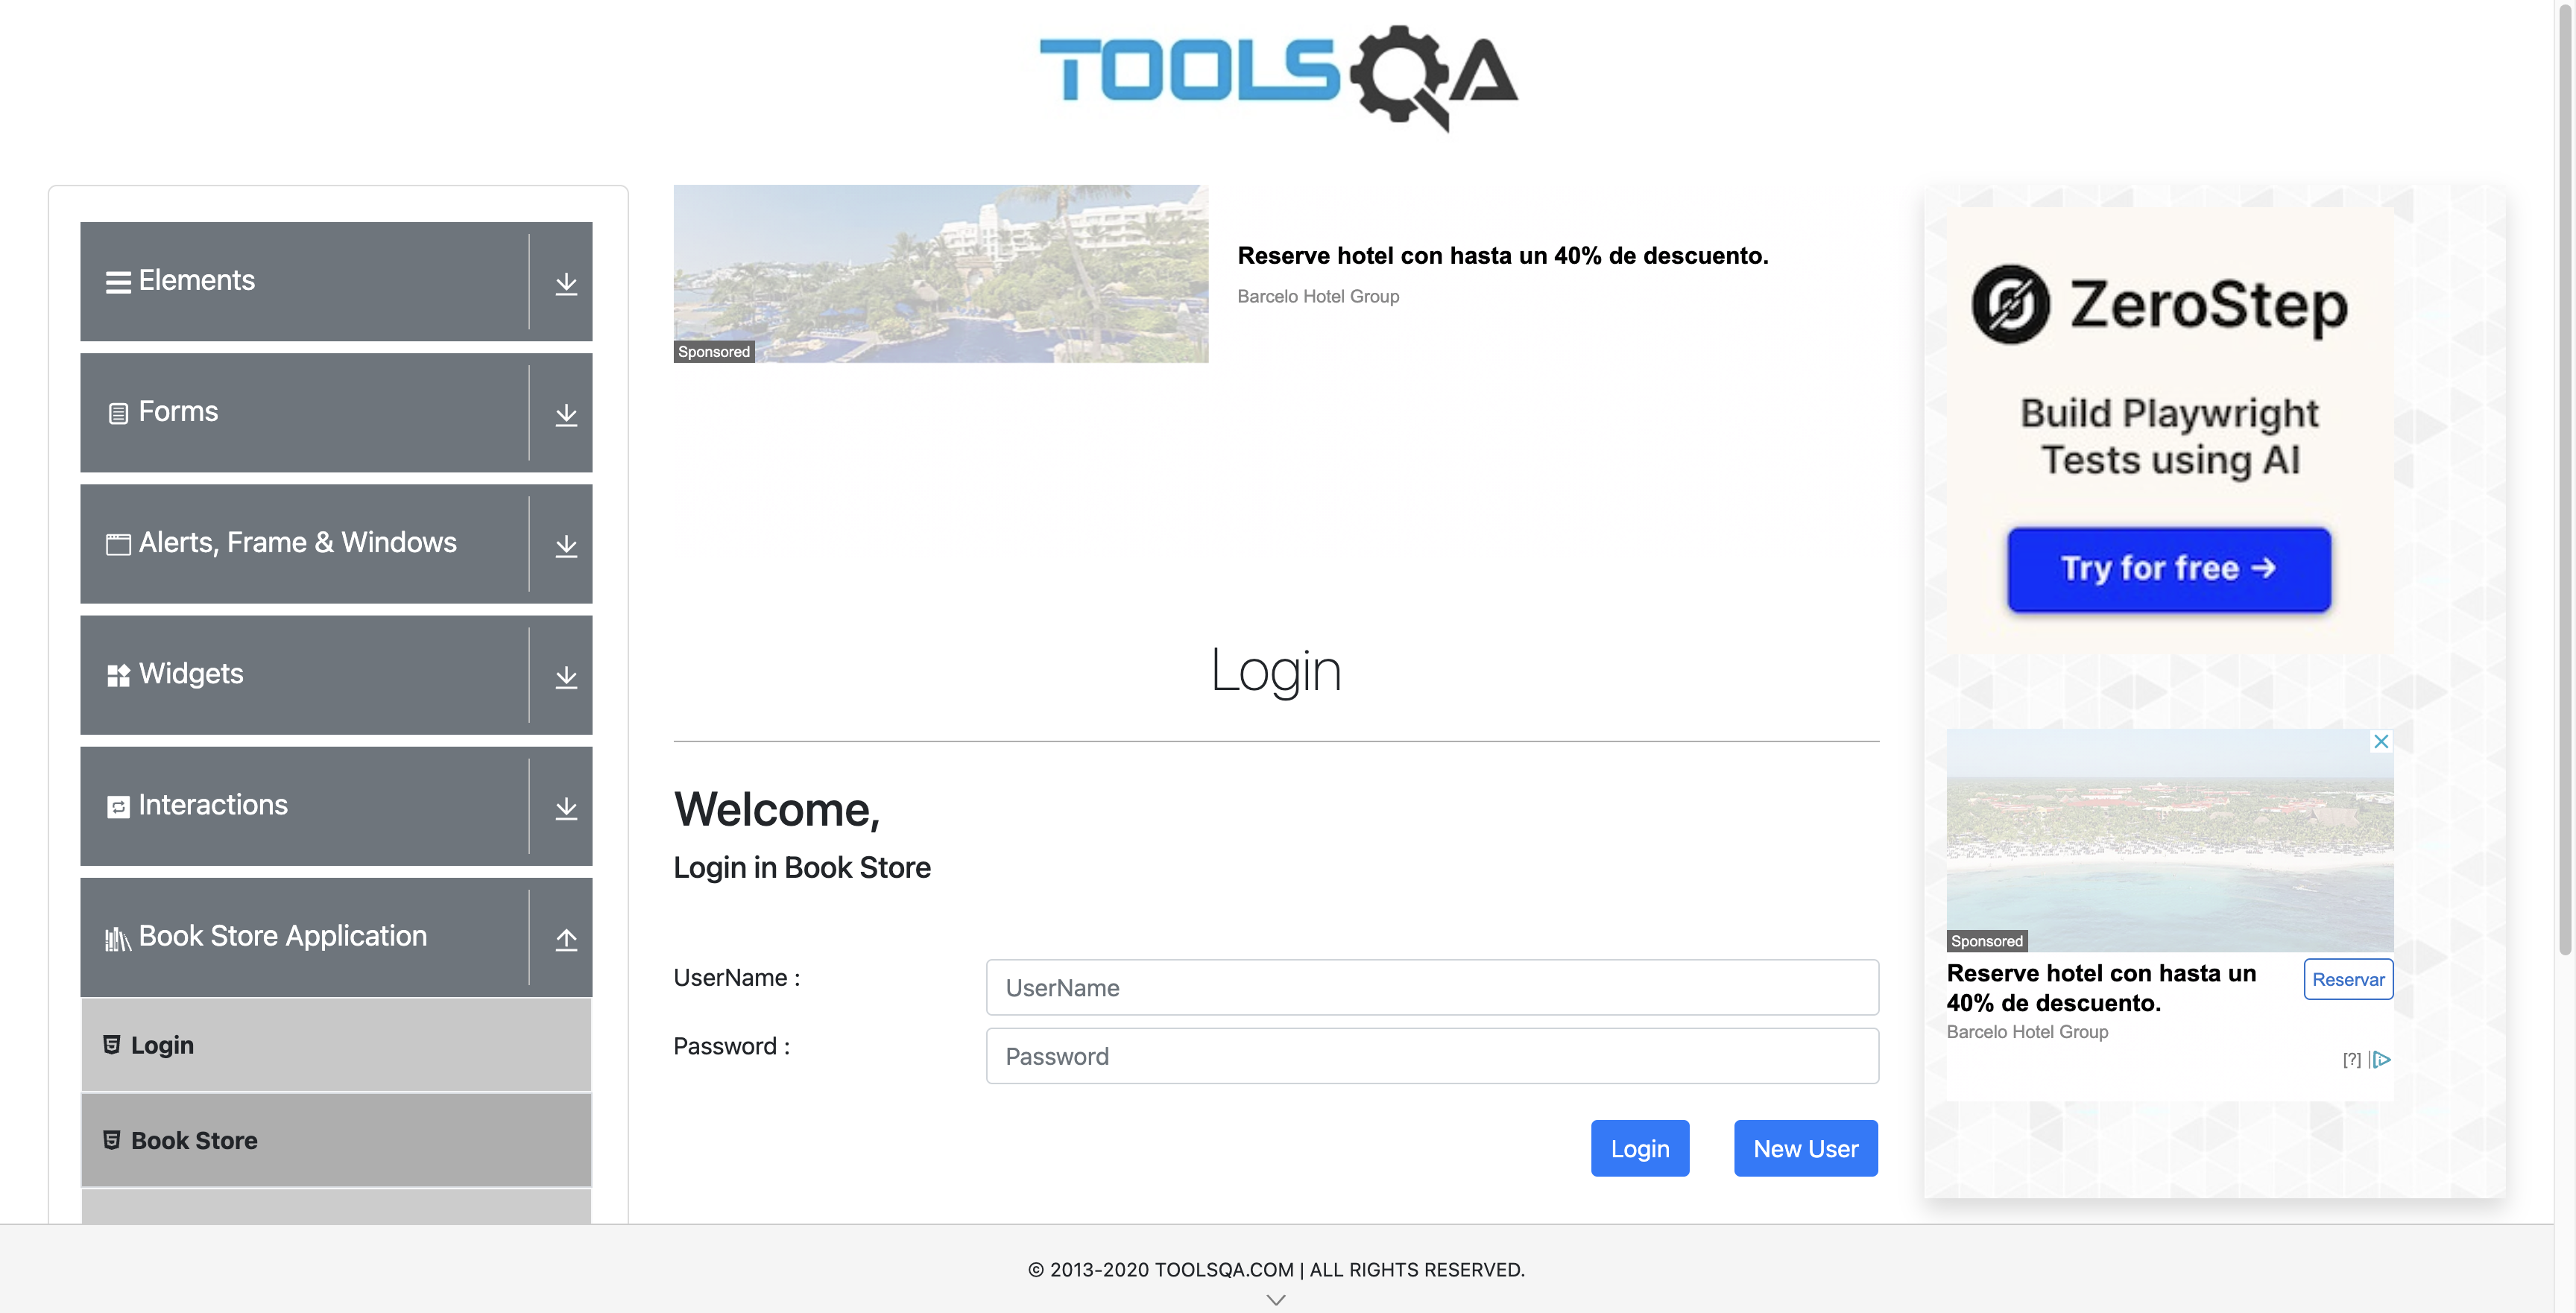 TOOLSQA
Elements
Forms
Alerts, Frame & Windows
Widgets
Interactions
Book Store Application
Login
Book Store
Sponsored
Reserve hotel con hasta un 40% de descuento.
Barcelo Hotel Group
Login
Welcome,
Login in Book Store
UserName :
UserName
Password :
Password
Login
New User
ZeroStep
Build Playwright
Tests using AI
Try for free →
Sponsored
Reserve hotel con hasta un
40% de descuento.
Reservar
Barcelo Hotel Group
[?]
© 2013-2020 TOOLSQA.COM | ALL RIGHTS RESERVED.